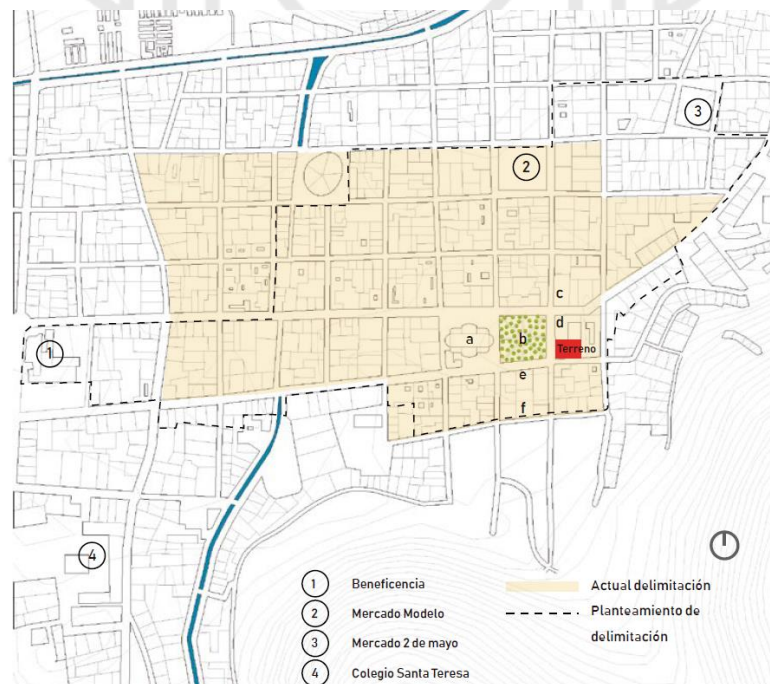 3
2
c
a
b
d
Terreno
1
e
f
4
1 Beneficencia
2 Mercado Modelo
3 Mercado 2 de mayo
4 Colegio Santa Teresa
Actual delimitación
Planteamiento de
delimitación